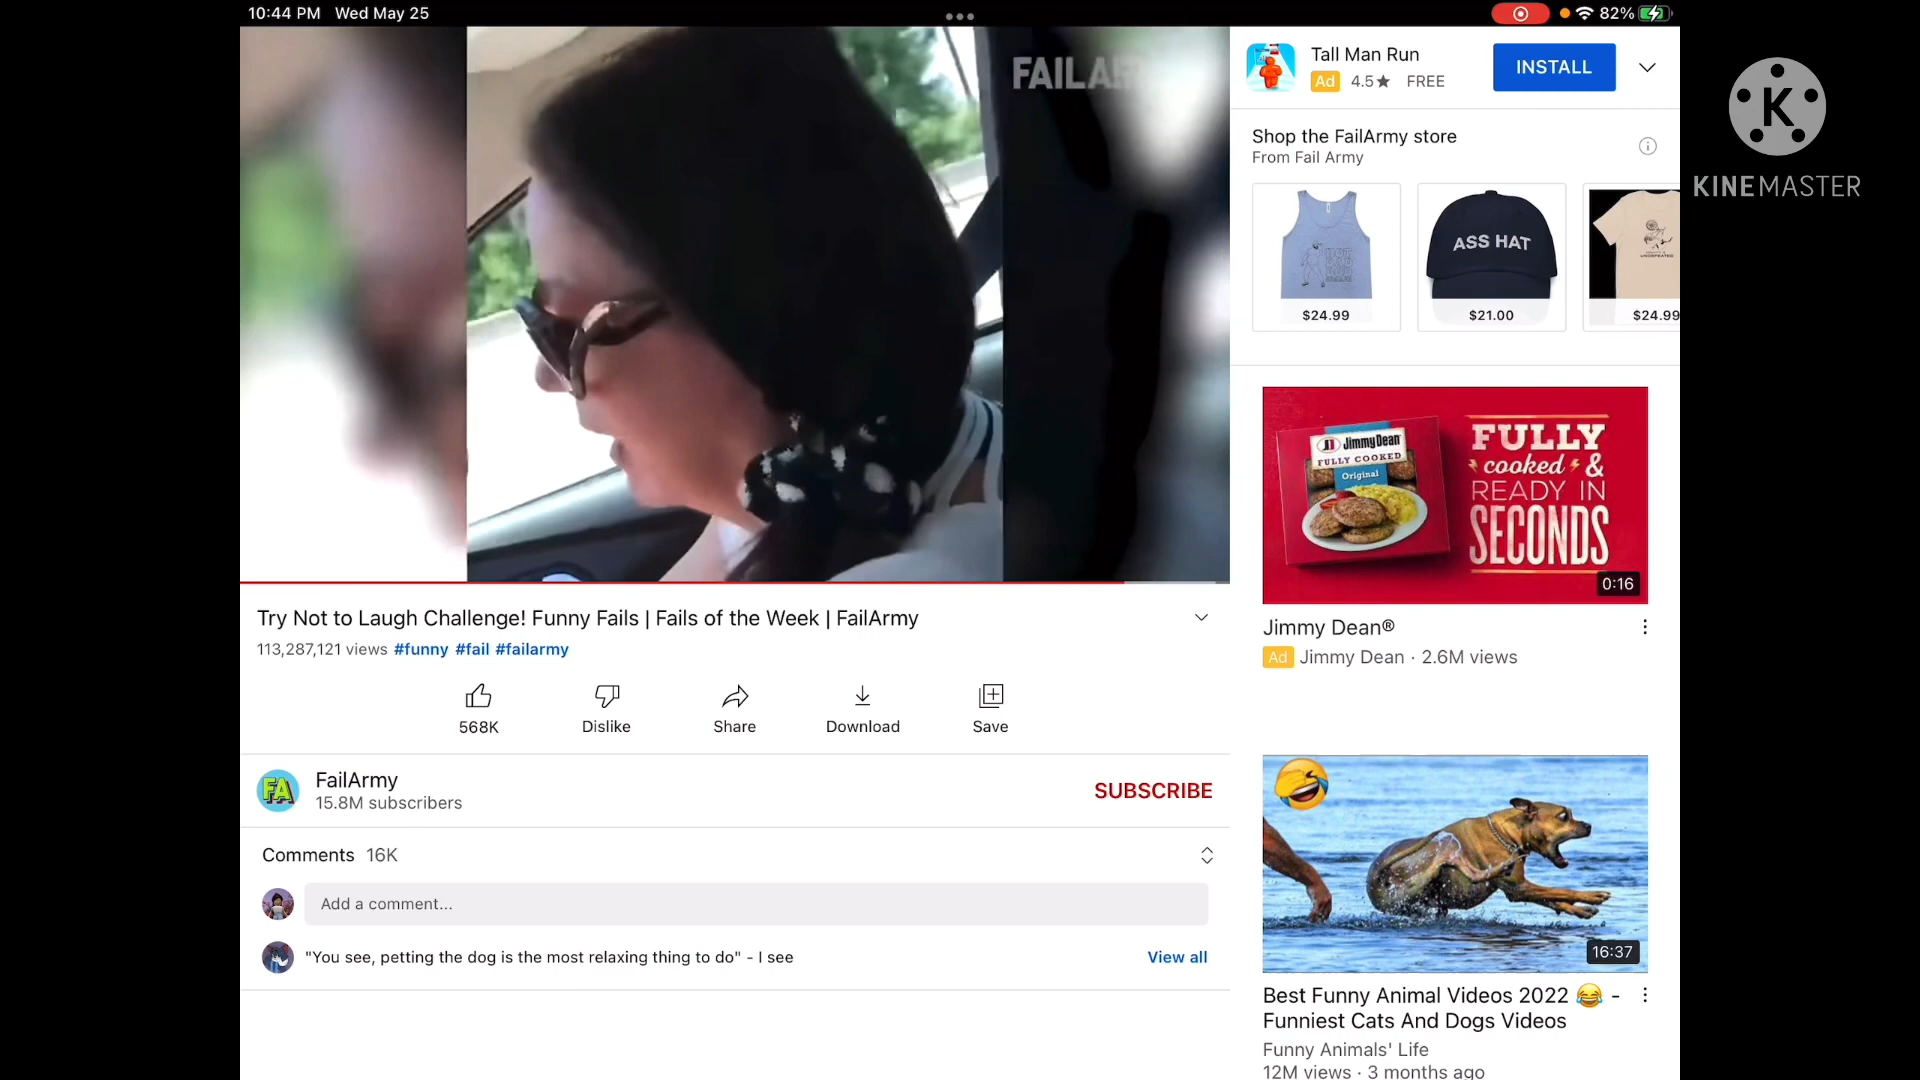 10:44 PM Wed May 25
82%
FAILAR
Tall Man Run
Ad 4.5★ FREE
INSTALL
K
KINEMASTER
Shop the FailArmy store
From Fail Army
ASS HAT
UNDEFEATED
$24.99
$21.00
$24.99
JimmyDean
FULLY COOKED
Original
FULLY
cooked &
READY IN
SECONDS
0:16
Jimmy Dean®
Ad Jimmy Dean · 2.6M views
Try Not to Laugh Challenge! Funny Fails | Fails of the Week | FailArmy
113,287,121 views #funny #fail #failarmy
568K
Dislike
Share
Download
Save
FA
FailArmy
15.8M subscribers
SUBSCRIBE
Comments 16K
Add a comment...
"You see, petting the dog is the most relaxing thing to do" - I see
View all
16:37
Best Funny Animal Videos 2022 😂 -
Funniest Cats And Dogs Videos
Funny Animals' Life
12M views · 3 months ago